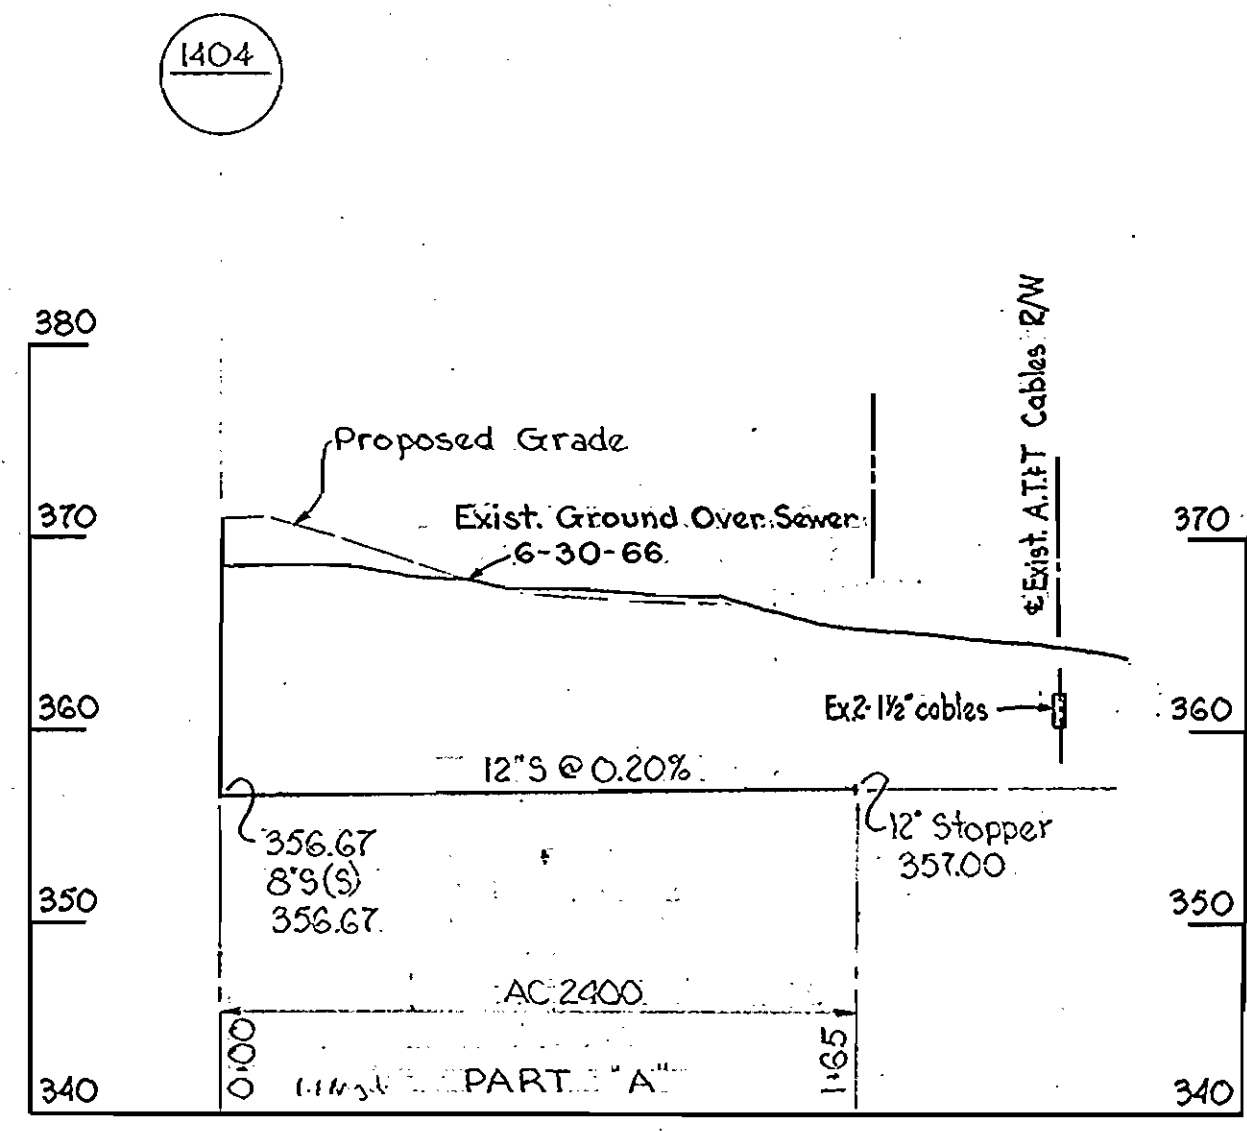 1404
380
Proposed Grade
370
Exist. Ground Over Sewer
6-30-66
370
℄ Exist. A.T.&T Cables R/W
360
Ex.2-1½" cables
360
12"S @ 0.20%
356.67
8"S(S)
356.67
12" Stopper
357.00
350
350
AC 2400
0+00
1+65
PART "A"
340
340